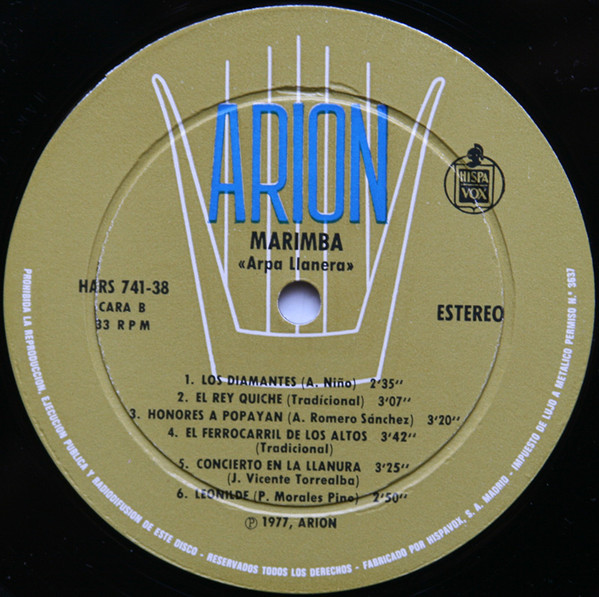 ARION
HISPA
VOX
MARIMBA
«Arpa Llanera»
HARS 741-38
CARA B
33 RPM
ESTEREO
1. LOS DIAMANTES (A. Niño) 2'35''
2. EL REY QUICHE (Tradicional) 3'07''
3. HONORES A POPAYAN (A. Romero Sánchez) 3'20''
4. EL FERROCARRIL DE LOS ALTOS 3'42''
(Tradicional)
5. CONCIERTO EN LA LLANURA 3'25''
(J. Vicente Torrealba)
6. LEONILDE (P. Morales Pino) 2'50''
℗ 1977, ARION
PROHIBIDA LA REPRODUCCION, EJECUCION PUBLICA Y RADIODIFUSION DE ESTE DISCO - RESERVADOS TODOS LOS DERECHOS - FABRICADO POR HISPAVOX, S. A. MADRID - IMPUESTO DE LUJO A METALICO PERMISO N.º 3637